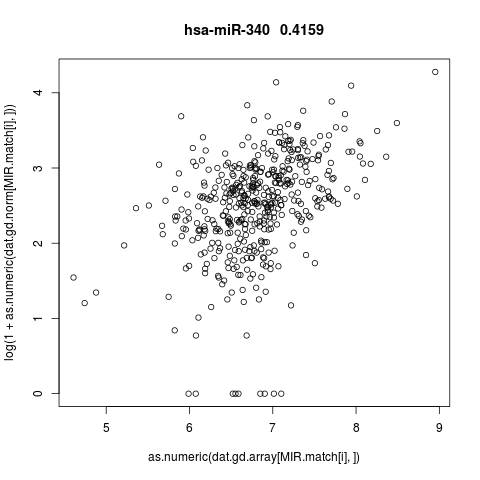 hsa-miR-340 0.4159
log(1 + as.numeric(dat.gd.norm[MIR.match[i], ]))
4
3
2
1
0
5 6 7 8 9
as.numeric(dat.gd.array[MIR.match[i], ])